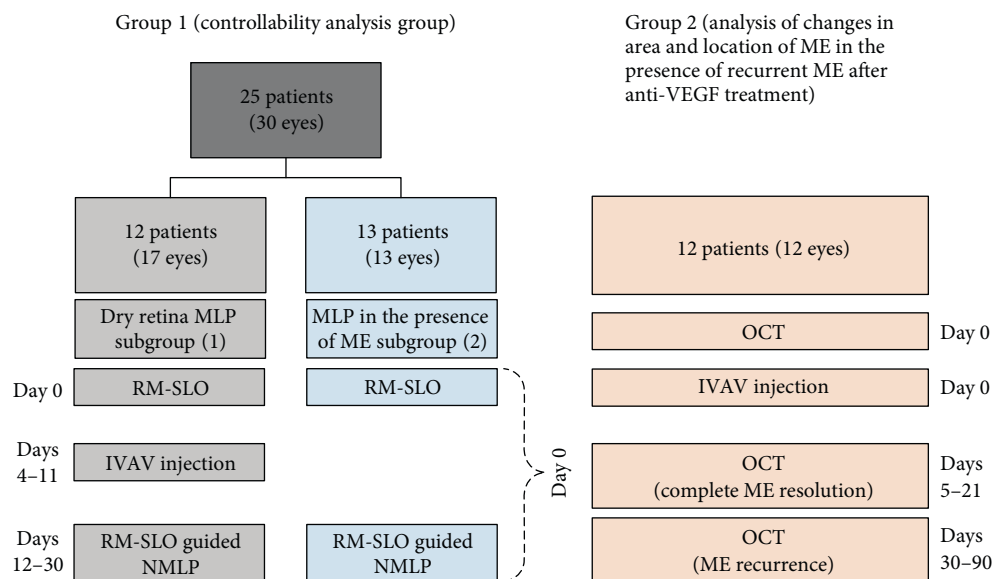 Group 1 (controllability analysis group)
25 patients
(30 eyes)
12 patients
(17 eyes)
13 patients
(13 eyes)
Dry retina MLP
subgroup (1)
MLP in the presence
of ME subgroup (2)
Day 0
RM-SLO
RM-SLO
Days
4–11
IVAV injection
Day 0
Days
12–30
RM-SLO guided
NMLP
RM-SLO guided
NMLP
Group 2 (analysis of changes in
area and location of ME in the
presence of recurrent ME after
anti-VEGF treatment)
12 patients (12 eyes)
OCT
Day 0
IVAV injection
Day 0
OCT
(complete ME resolution)
Days
5–21
OCT
(ME recurrence)
Days
30–90